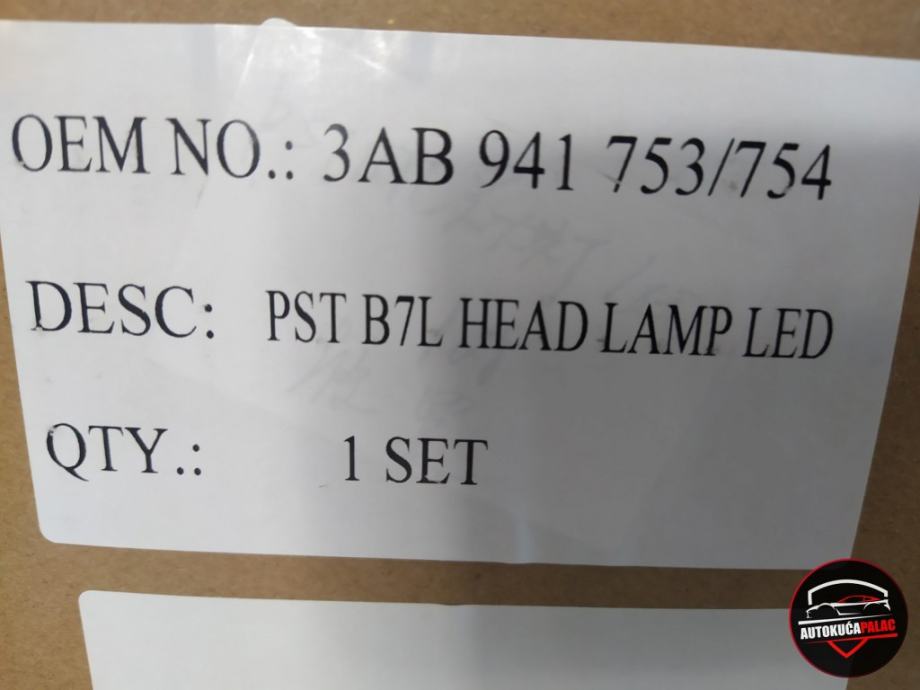 OEM NO.: 3AB 941 753/754
DESC: PST B7L HEAD LAMP LED
QTY.: 1 SET
AUTOKUĆAPALAC